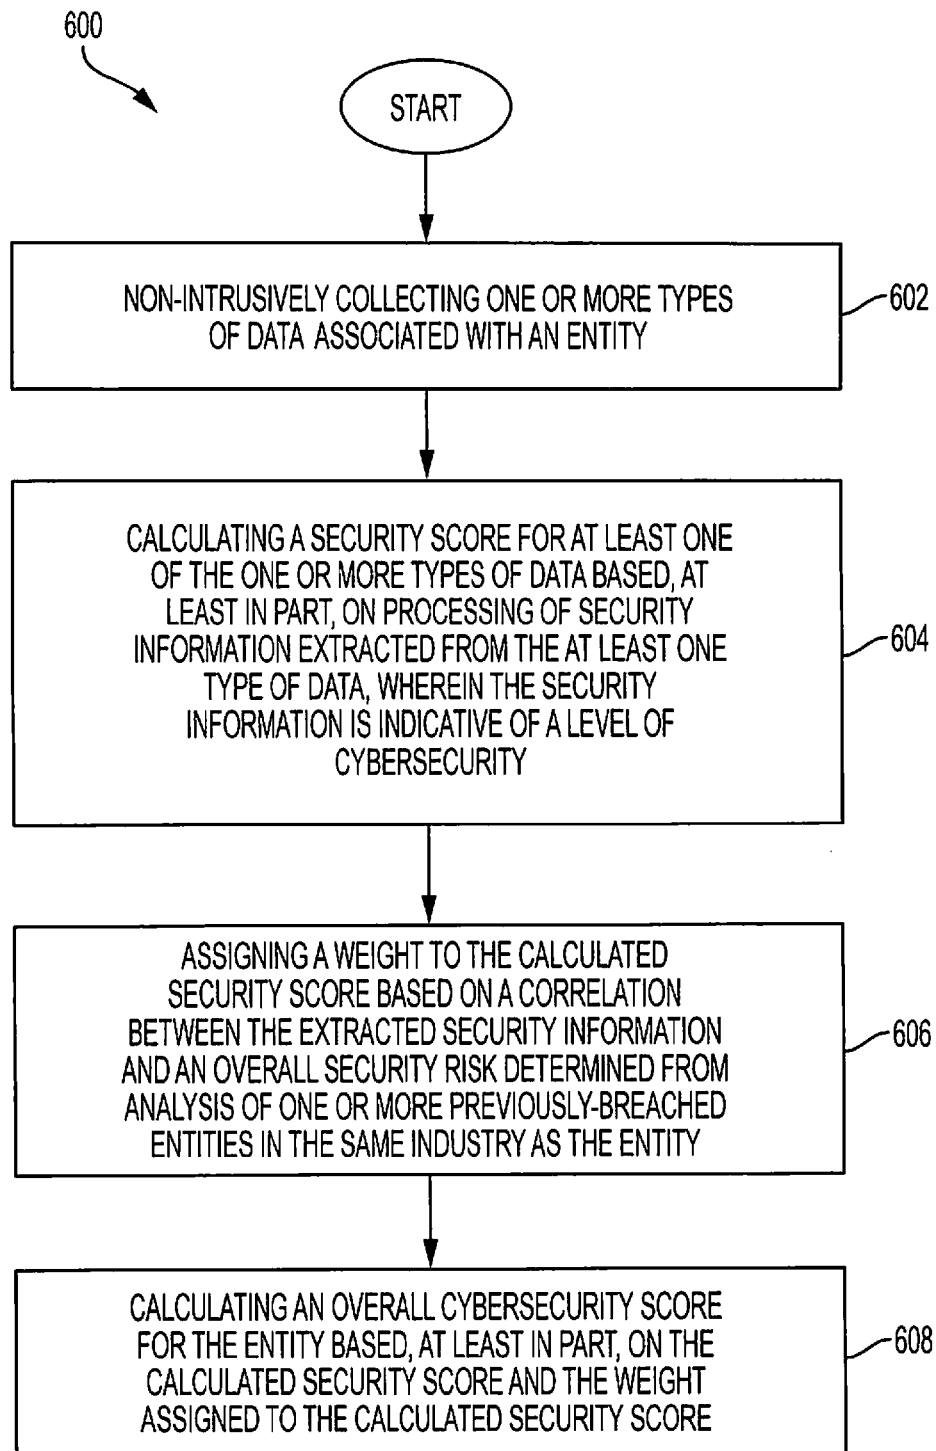 600
START
NON-INTRUSIVELY COLLECTING ONE OR MORE TYPES
OF DATA ASSOCIATED WITH AN ENTITY
602
CALCULATING A SECURITY SCORE FOR AT LEAST ONE
OF THE ONE OR MORE TYPES OF DATA BASED, AT
LEAST IN PART, ON PROCESSING OF SECURITY
INFORMATION EXTRACTED FROM THE AT LEAST ONE
TYPE OF DATA, WHEREIN THE SECURITY
INFORMATION IS INDICATIVE OF A LEVEL OF
CYBERSECURITY
604
ASSIGNING A WEIGHT TO THE CALCULATED
SECURITY SCORE BASED ON A CORRELATION
BETWEEN THE EXTRACTED SECURITY INFORMATION
AND AN OVERALL SECURITY RISK DETERMINED FROM
ANALYSIS OF ONE OR MORE PREVIOUSLY-BREACHED
ENTITIES IN THE SAME INDUSTRY AS THE ENTITY
606
CALCULATING AN OVERALL CYBERSECURITY SCORE
FOR THE ENTITY BASED, AT LEAST IN PART, ON THE
CALCULATED SECURITY SCORE AND THE WEIGHT
ASSIGNED TO THE CALCULATED SECURITY SCORE
608